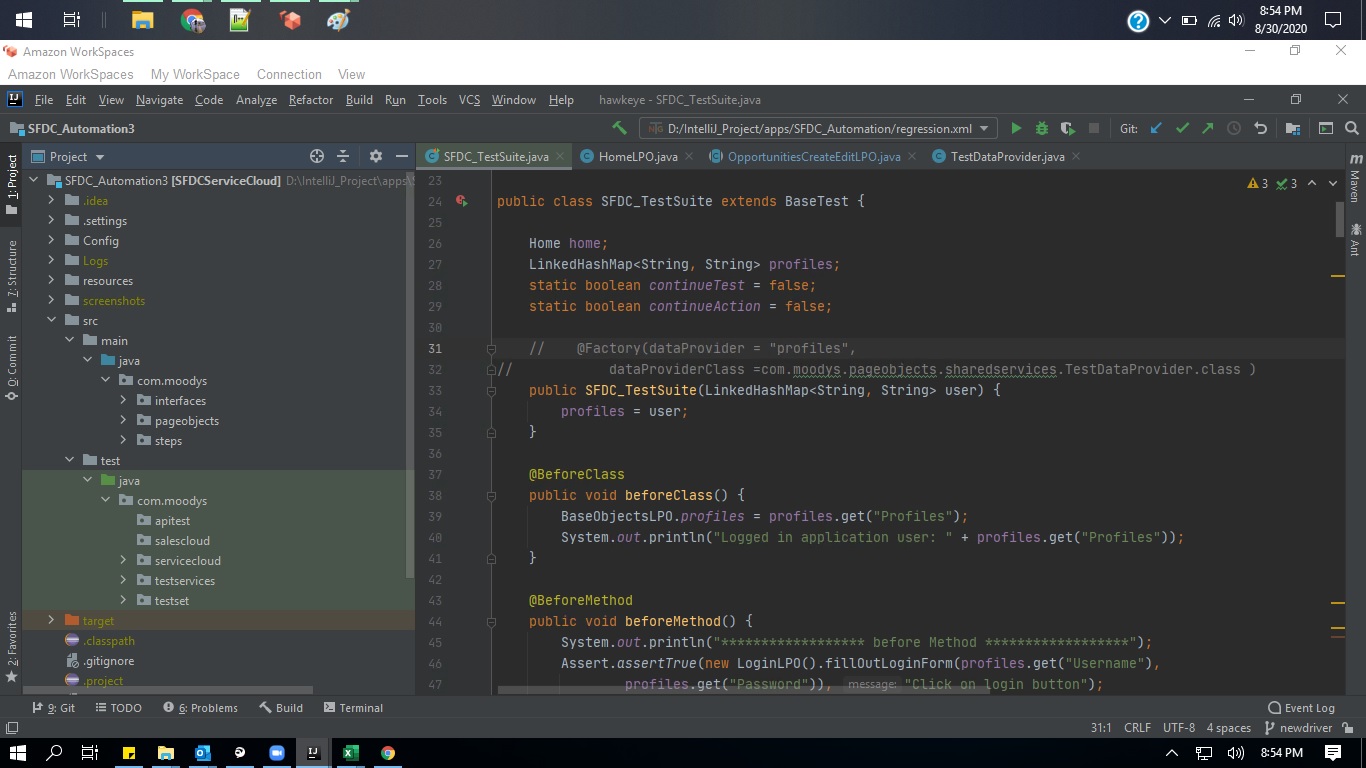 8:54 PM
8/30/2020
Amazon WorkSpaces
Amazon WorkSpaces My WorkSpace Connection View
File Edit View Navigate Code Analyze Refactor Build Run Tools VCS Window Help hawkeye - SFDC_TestSuite.java
SFDC_Automation3
D:/IntelliJ_Project/apps/SFDC_Automation/regression.xml
Git:
1: Project
7: Structure
0: Commit
2: Favorites
Project
SFDC_Automation3 [SFDCServiceCloud] D:\IntelliJ_Project\apps\S
.idea
.settings
Config
Logs
resources
screenshots
src
main
java
com.moodys
interfaces
pageobjects
steps
test
java
com.moodys
apitest
salescloud
servicecloud
testservices
testset
target
.classpath
.gitignore
.project
SFDC_TestSuite.java HomeLPO.java OpportunitiesCreateEditLPO.java TestDataProvider.java
3 3
23
24 public class SFDC_TestSuite extends BaseTest {
25
26 Home home;
27 LinkedHashMap<String, String> profiles;
28 static boolean continueTest = false;
29 static boolean continueAction = false;
30
31 // @Factory(dataProvider = "profiles",
32 // dataProviderClass =com.moodys.pageobjects.sharedservices.TestDataProvider.class )
33 public SFDC_TestSuite(LinkedHashMap<String, String> user) {
34 profiles = user;
35 }
36
37 @BeforeClass
38 public void beforeClass() {
39 BaseObjectsLPO.profiles = profiles.get("Profiles");
40 System.out.println("Logged in application user: " + profiles.get("Profiles"));
41 }
42
43 @BeforeMethod
44 public void beforeMethod() {
45 System.out.println("****************** before Method ******************");
46 Assert.assertTrue(new LoginLPO().fillOutLoginForm(profiles.get("Username"),
47 profiles.get("Password")), message: "Click on login button");
Maven
Ant
9: Git TODO 6: Problems Build Terminal Event Log
31:1 CRLF UTF-8 4 spaces newdriver
8:54 PM